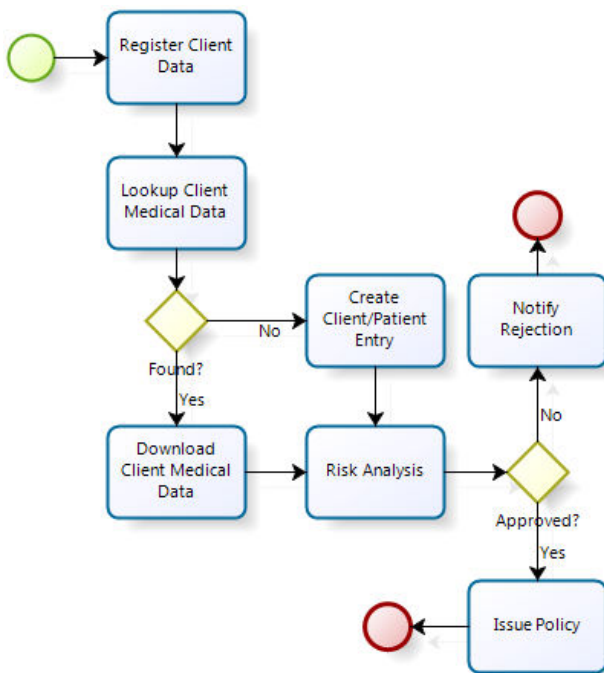 Register Client
Data
Lookup Client
Medical Data
Found?
No
Yes
Create
Client/Patient
Entry
Download
Client Medical
Data
Risk Analysis
Approved?
No
Notify
Rejection
Yes
Issue Policy